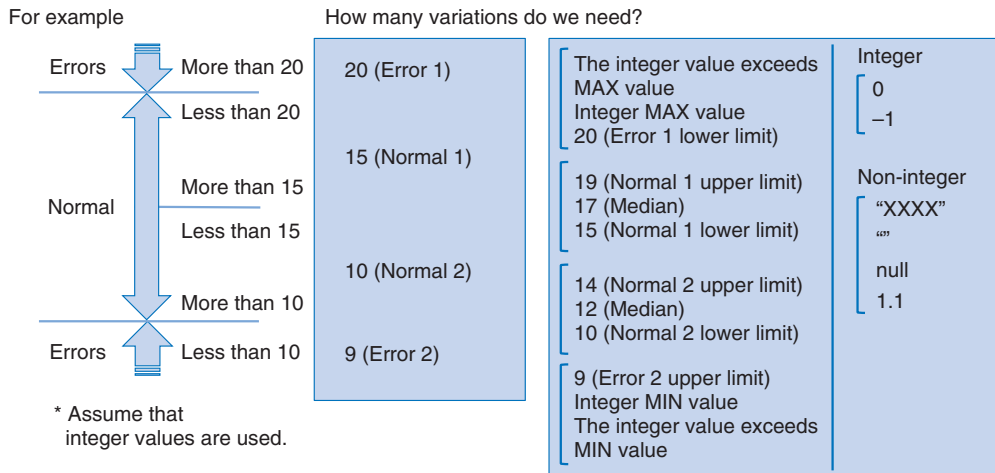 For example
How many variations do we need?
Errors
More than 20
Less than 20
More than 15
Normal
Less than 15
More than 10
Errors
Less than 10
* Assume that
integer values are used.
20 (Error 1)
15 (Normal 1)
10 (Normal 2)
9 (Error 2)
The integer value exceeds
MAX value
Integer MAX value
20 (Error 1 lower limit)
19 (Normal 1 upper limit)
17 (Median)
15 (Normal 1 lower limit)
14 (Normal 2 upper limit)
12 (Median)
10 (Normal 2 lower limit)
9 (Error 2 upper limit)
Integer MIN value
The integer value exceeds
MIN value
Integer
0
–1
Non-integer
“XXXX”
“”
null
1.1